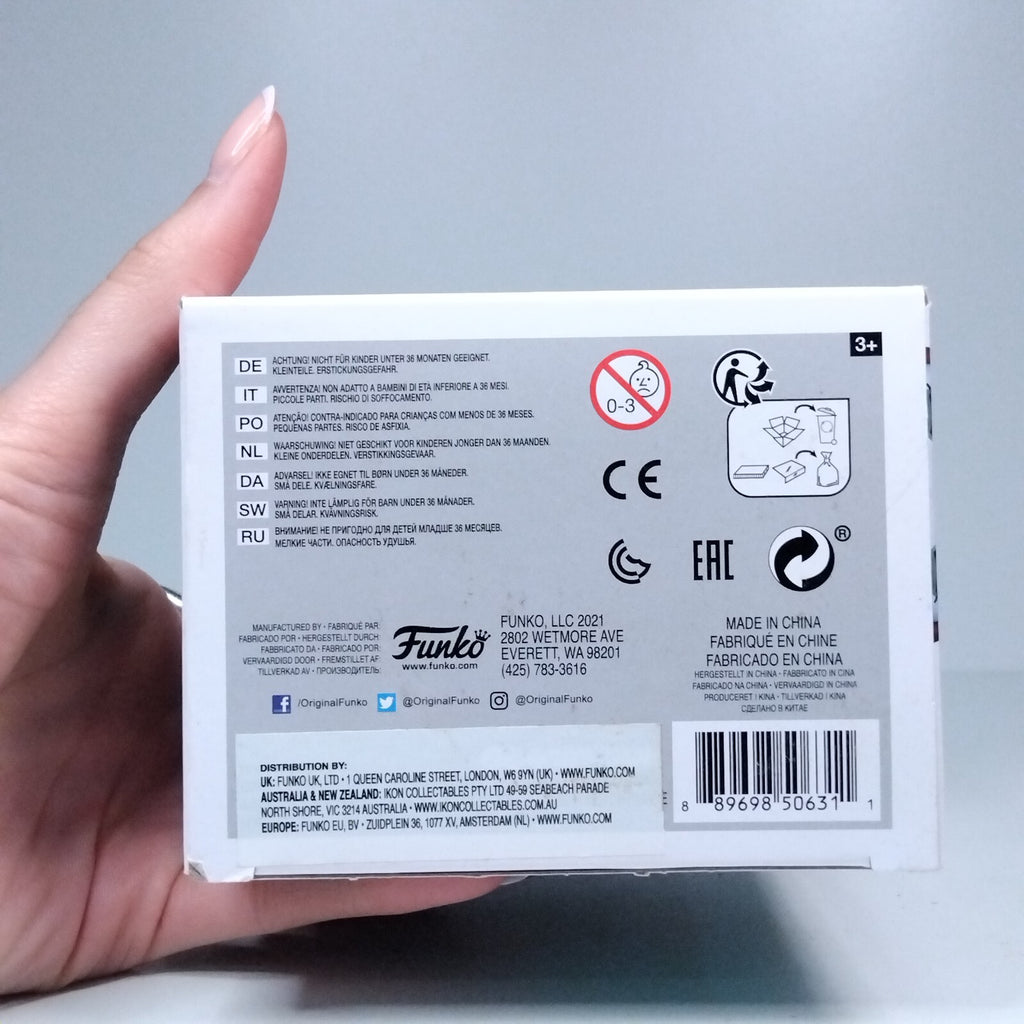 3+
DE ACHTUNG! NICHT FÜR KINDER UNTER 36 MONATEN GEEIGNET.
KLEINTEILE. ERSTICKUNGSGEFAHR.
IT AVVERTENZA! NON ADATTO A BAMBINI DI ETÀ INFERIORE A 36 MESI.
PICCOLE PARTI. RISCHIO DI SOFFOCAMENTO.
PO ATENÇÃO! CONTRA-INDICADO PARA CRIANÇAS COM MENOS DE 36 MESES.
PEQUENAS PARTES. RISCO DE ASFIXIA.
NL WAARSCHUWING! NIET GESCHIKT VOOR KINDEREN JONGER DAN 36 MAANDEN.
KLEINE ONDERDELEN. VERSTIKKINGSGEVAAR.
DA ADVARSEL! IKKE EGNET TIL BØRN UNDER 36 MÅNEDER.
SMÅ DELE. KVÆLNINGSFARE.
SW VARNING! INTE LÄMPLIG FÖR BARN UNDER 36 MÅNADER.
SMÅ DELAR. KVÄVNINGSRISK.
RU ВНИМАНИЕ! НЕ ПРИГОДНО ДЛЯ ДЕТЕЙ МЛАДШЕ 36 МЕСЯЦЕВ.
МЕЛКИЕ ЧАСТИ. ОПАСНОСТЬ УДУШЬЯ.
0-3
CE
EAC
®
MANUFACTURED BY • FABRIQUÉ PAR:
FABRICADO POR • HERGESTELLT DURCH:
FABBRICATO DA • FABRICADO POR:
VERVAARDIGD DOOR • FREMSTILLET AF:
TILLVERKAD AV • ПРОИЗВОДИТЕЛЬ:
Funko
www.funko.com
FUNKO, LLC 2021
2802 WETMORE AVE
EVERETT, WA 98201
(425) 783-3616
MADE IN CHINA
FABRIQUÉ EN CHINE
FABRICADO EN CHINA
HERGESTELLT IN CHINA • FABBRICATO IN CINA
FABRICADO NA CHINA • VERVAARDIGD IN CHINA
PRODUCERET I KINA • TILLVERKAD I KINA
СДЕЛАНО В КИТАЕ
f /OriginalFunko @OriginalFunko @OriginalFunko
DISTRIBUTION BY:
UK: FUNKO UK, LTD • 1 QUEEN CAROLINE STREET, LONDON, W6 9YN (UK) • WWW.FUNKO.COM
AUSTRALIA & NEW ZEALAND: IKON COLLECTABLES PTY LTD 49-59 SEABEACH PARADE
NORTH SHORE, VIC 3214 AUSTRALIA • WWW.IKONCOLLECTABLES.COM.AU
EUROPE: FUNKO EU, BV • ZUIDPLEIN 36, 1077 XV, AMSTERDAM (NL) • WWW.FUNKO.COM
8 89698 50631 1